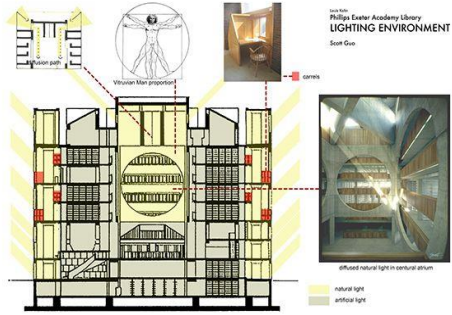 Louis Kahn
Phillips Exeter Academy Library
LIGHTING ENVIRONMENT
Scott Guo
diffusion path
Vitruvian Man proportion
carrels
diffused natural light in centural atrium
natural light
artificial light